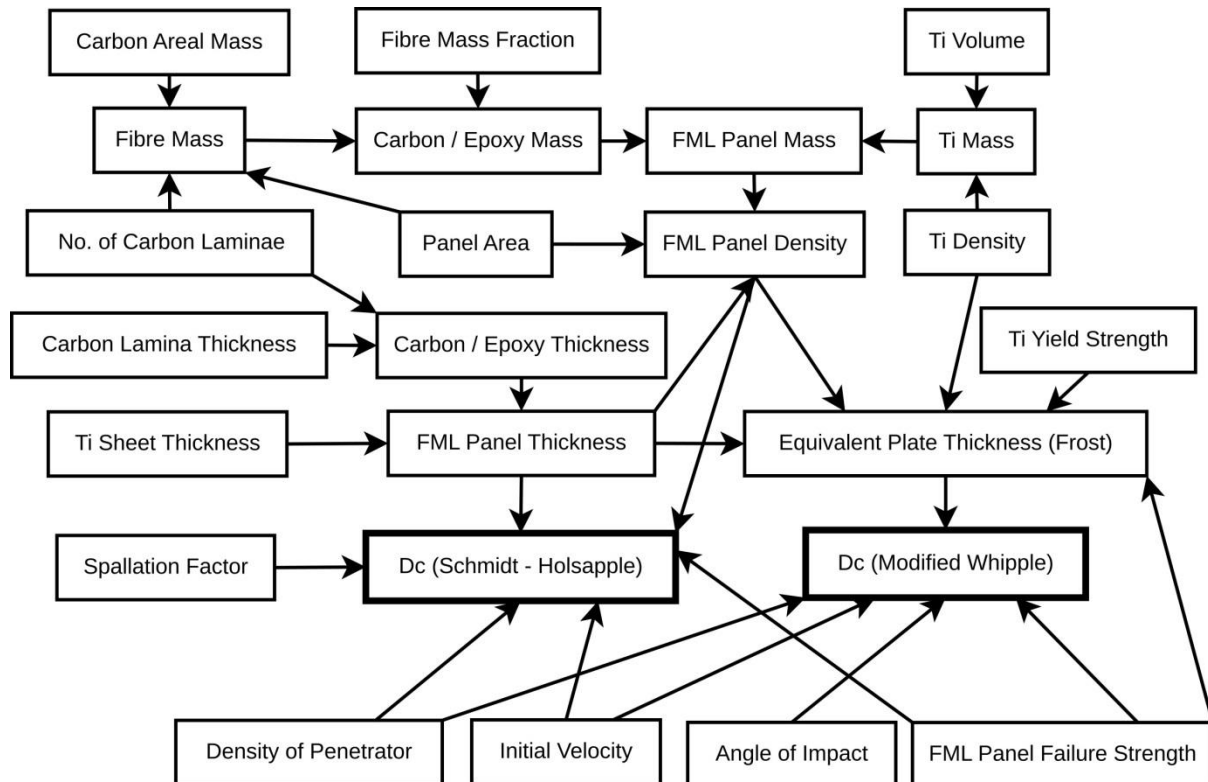 Carbon Areal Mass
Fibre Mass Fraction
Ti Volume
Fibre Mass
Carbon / Epoxy Mass
FML Panel Mass
Ti Mass
No. of Carbon Laminae
Panel Area
FML Panel Density
Ti Density
Carbon Lamina Thickness
Carbon / Epoxy Thickness
Ti Yield Strength
Ti Sheet Thickness
FML Panel Thickness
Equivalent Plate Thickness (Frost)
Spallation Factor
Dc (Schmidt - Holsapple)
Dc (Modified Whipple)
Density of Penetrator
Initial Velocity
Angle of Impact
FML Panel Failure Strength